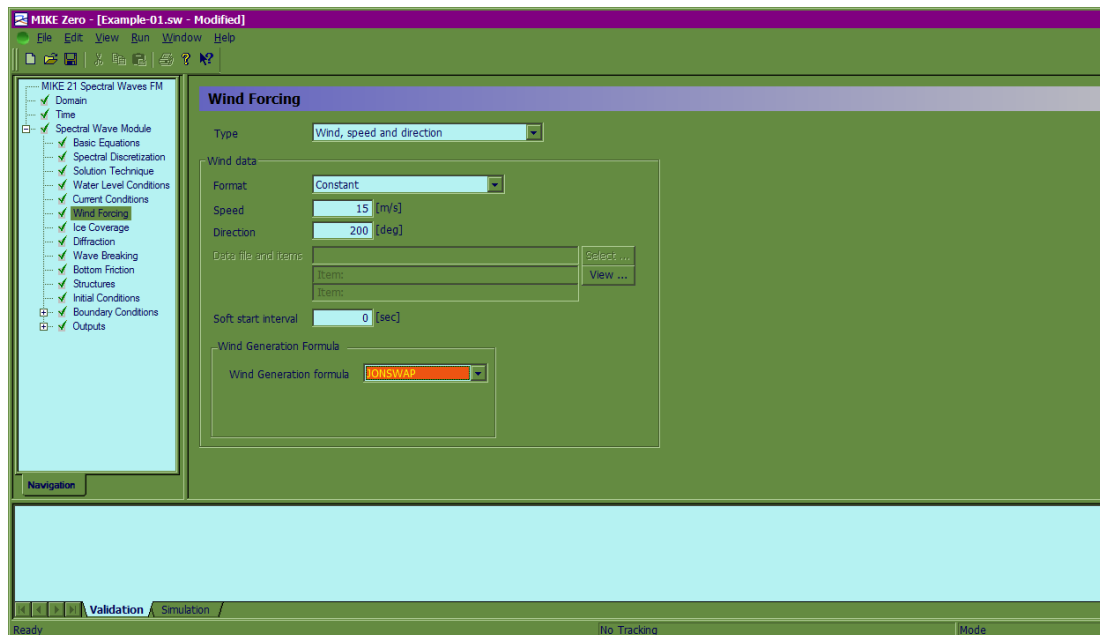 MIKE Zero - [Example-01.sw - Modified]
File Edit View Run Window Help
MIKE 21 Spectral Waves FM
Domain
Time
Spectral Wave Module
Basic Equations
Spectral Discretization
Solution Technique
Water Level Conditions
Current Conditions
Wind Forcing
Ice Coverage
Diffraction
Wave Breaking
Bottom Friction
Structures
Initial Conditions
Boundary Conditions
Outputs
Navigation
Wind Forcing
Type Wind, speed and direction
Wind data
Format Constant
Speed 15 [m/s]
Direction 200 [deg]
Data file and items Select ...
Item: View ...
Item:
Soft start interval 0 [sec]
Wind Generation Formula
Wind Generation formula JONSWAP
Validation Simulation
Ready No Tracking Mode